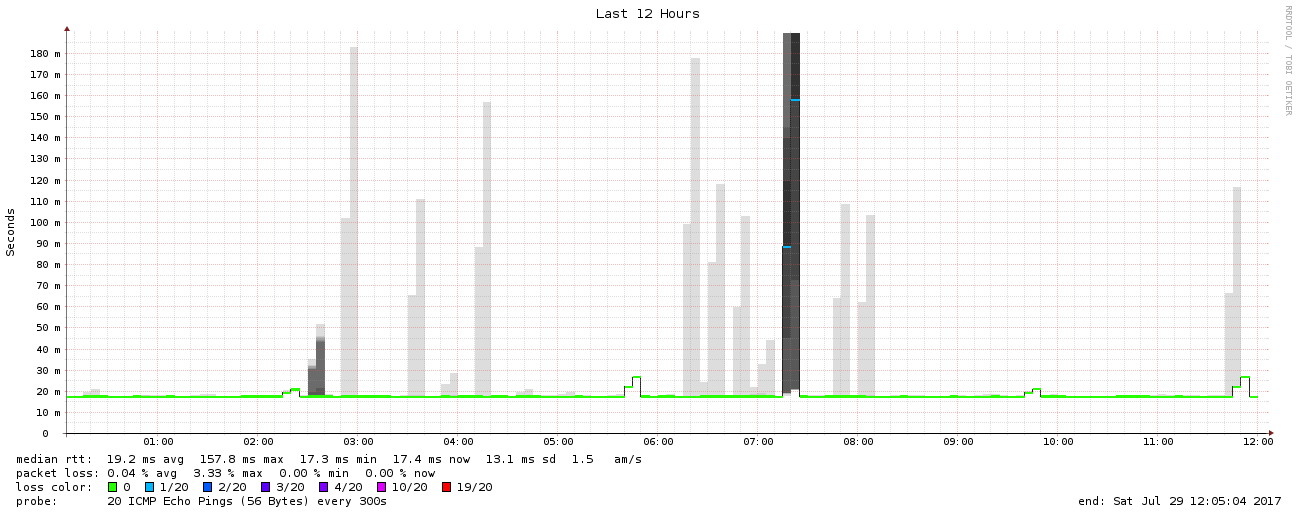 Last 12 Hours
RRDTOOL / TOBI OETIKER
Seconds
180 m
170 m
160 m
150 m
140 m
130 m
120 m
110 m
100 m
90 m
80 m
70 m
60 m
50 m
40 m
30 m
20 m
10 m
0
01:00 02:00 03:00 04:00 05:00 06:00 07:00 08:00 09:00 10:00 11:00 12:00
median rtt: 19.2 ms avg 157.8 ms max 17.3 ms min 17.4 ms now 13.1 ms sd 1.5 am/s
packet loss: 0.04 % avg 3.33 % max 0.00 % min 0.00 % now
loss color: 0 1/20 2/20 3/20 4/20 10/20 19/20
probe: 20 ICMP Echo Pings (56 Bytes) every 300s end: Sat Jul 29 12:05:04 2017